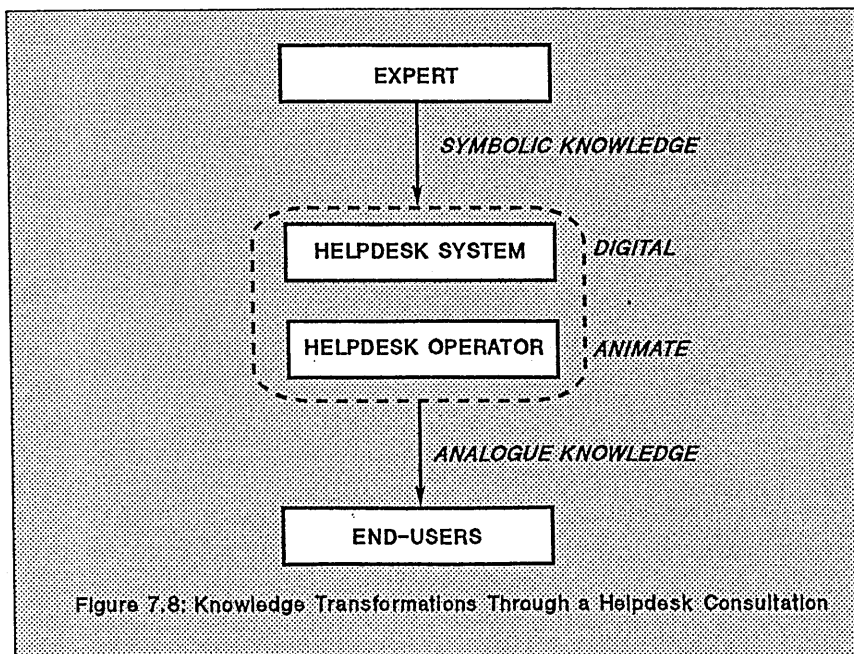 EXPERT
SYMBOLIC KNOWLEDGE
HELPDESK SYSTEM
DIGITAL
HELPDESK OPERATOR
ANIMATE
ANALOGUE KNOWLEDGE
END-USERS
Figure 7.8: Knowledge Transformations Through a Helpdesk Consultation